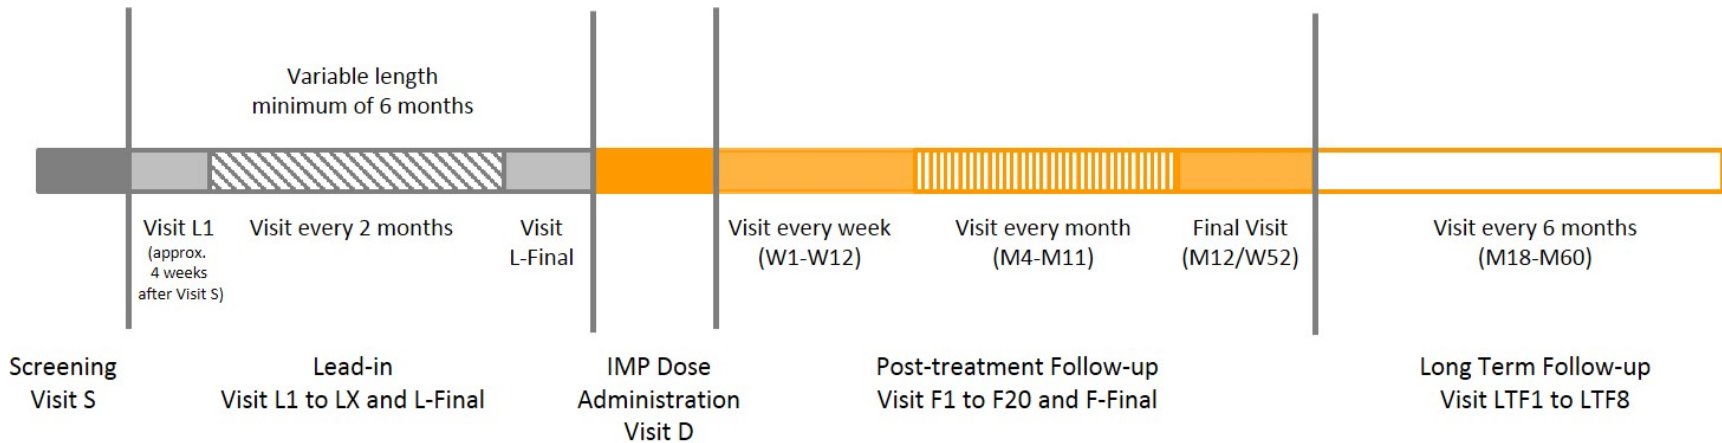 Variable length
minimum of 6 months
Visit L1
(approx.
4 weeks
after Visit S)
Visit every 2 months
Visit
L-Final
Visit every week
(W1-W12)
Visit every month
(M4-M11)
Final Visit
(M12/W52)
Visit every 6 months
(M18-M60)
Screening
Visit S
Lead-in
Visit L1 to LX and L-Final
IMP Dose
Administration
Visit D
Post-treatment Follow-up
Visit F1 to F20 and F-Final
Long Term Follow-up
Visit LTF1 to LTF8